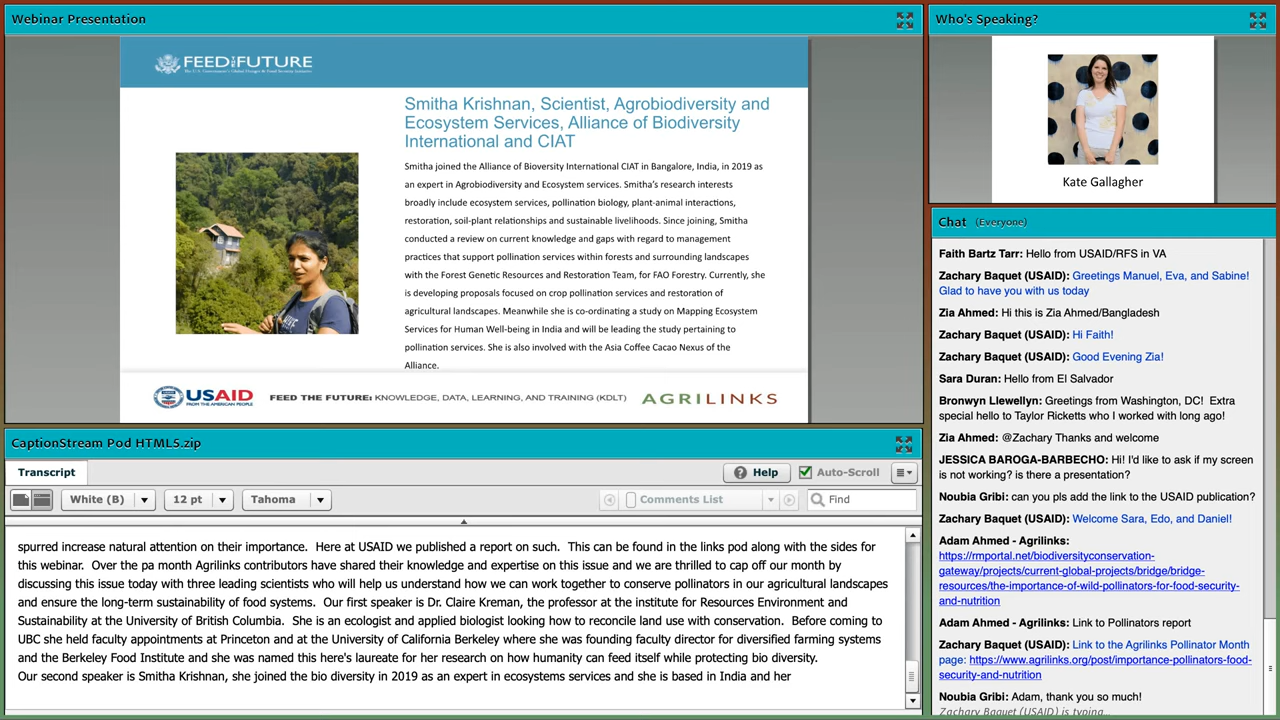 Webinar Presentation
FEED THE FUTURE
The U.S. Government's Global Hunger & Food Security Initiative
Smitha Krishnan, Scientist, Agrobiodiversity and
Ecosystem Services, Alliance of Biodiversity
International and CIAT
Smitha joined the Alliance of Bioversity International CIAT in Bangalore, India, in 2019 as
an expert in Agrobiodiversity and Ecosystem services. Smitha's research interests
broadly include ecosystem services, pollination biology, plant-animal interactions,
restoration, soil-plant relationships and sustainable livelihoods. Since joining, Smitha
conducted a review on current knowledge and gaps with regard to management
practices that support pollination services within forests and surrounding landscapes
with the Forest Genetic Resources and Restoration Team, for FAO Forestry. Currently, she
is developing proposals focused on crop pollination services and restoration of
agricultural landscapes. Meanwhile she is co-ordinating a study on Mapping Ecosystem
Services for Human Well-being in India and will be leading the study pertaining to
pollination services. She is also involved with the Asia Coffee Cacao Nexus of the
Alliance.
USAID
FROM THE AMERICAN PEOPLE
FEED THE FUTURE: KNOWLEDGE, DATA, LEARNING, AND TRAINING (KDLT)
AGRILINKS
CaptionStream Pod HTML5.zip
Transcript
Help
Auto-Scroll
White (B)
12 pt
Tahoma
Comments List
Find
spurred increase natural attention on their importance.  Here at USAID we published a report on such.  This can be found in the links pod along with the sides for
this webinar.  Over the pa month Agrilinks contributors have shared their knowledge and expertise on this issue and we are thrilled to cap off our month by
discussing this issue today with three leading scientists who will help us understand how we can work together to conserve pollinators in our agricultural landscapes
and ensure the long-term sustainability of food systems.  Our first speaker is Dr. Claire Kreman, the professor at the institute for Resources Environment and
Sustainability at the University of British Columbia.  She is an ecologist and applied biologist looking how to reconcile land use with conservation.  Before coming to
UBC she held faculty appointments at Princeton and at the University of California Berkeley where she was founding faculty director for diversified farming systems
and the Berkeley Food Institute and she was named this here's laureate for her research on how humanity can feed itself while protecting bio diversity.
Our second speaker is Smitha Krishnan, she joined the bio diversity in 2019 as an expert in ecosystems services and she is based in India and her
Who's Speaking?
Kate Gallagher
Chat (Everyone)
Faith Bartz Tarr: Hello from USAID/RFS in VA
Zachary Baquet (USAID): Greetings Manuel, Eva, and Sabine!
Glad to have you with us today
Zia Ahmed: Hi this is Zia Ahmed/Bangladesh
Zachary Baquet (USAID): Hi Faith!
Zachary Baquet (USAID): Good Evening Zia!
Sara Duran: Hello from El Salvador
Bronwyn Llewellyn: Greetings from Washington, DC!  Extra
special hello to Taylor Ricketts who I worked with long ago!
Zia Ahmed: @Zachary Thanks and welcome
JESSICA BAROGA-BARBECHO: Hi! I'd like to ask if my screen
is not working? is there a presentation?
Noubia Gribi: can you pls add the link to the USAID publication?
Zachary Baquet (USAID): Welcome Sara, Edo, and Daniel!
Adam Ahmed - Agrilinks:
https://rmportal.net/biodiversityconservation-
gateway/projects/current-global-projects/bridge/bridge-
resources/the-importance-of-wild-pollinators-for-food-security-
and-nutrition
Adam Ahmed - Agrilinks: Link to Pollinators report
Zachary Baquet (USAID): Link to the Agrilinks Pollinator Month
page: https://www.agrilinks.org/post/importance-pollinators-food-
security-and-nutrition
Noubia Gribi: Adam, thank you so much!
Zachary Baquet (USAID) is typing...